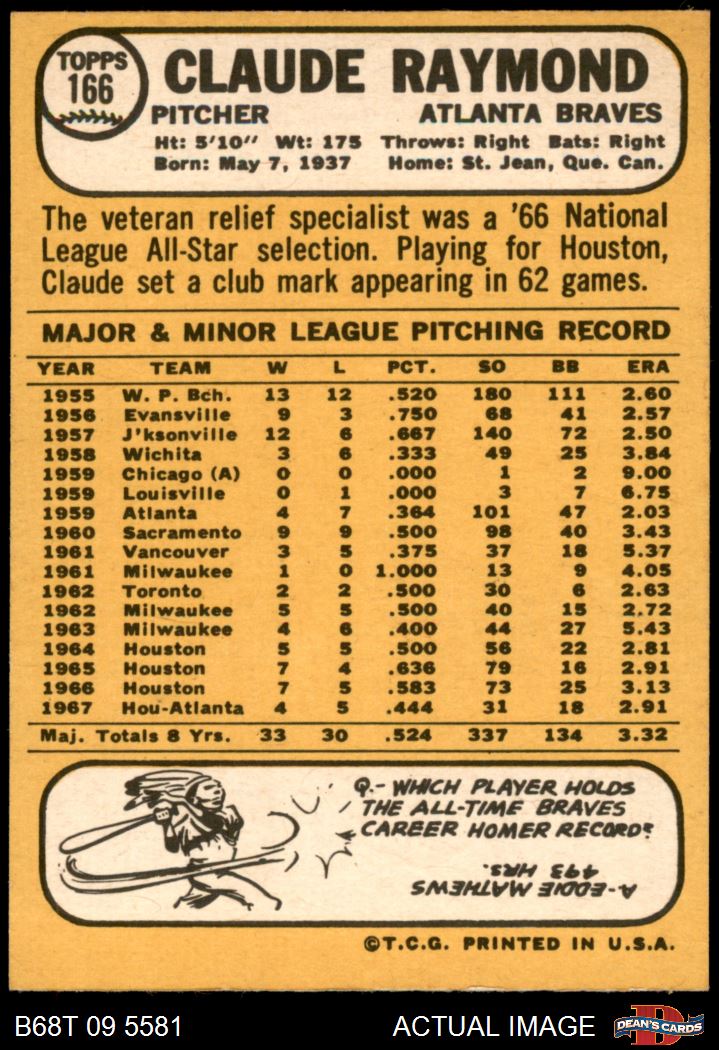 TOPPS
166
CLAUDE RAYMOND
PITCHER ATLANTA BRAVES
Ht: 5'10" Wt: 175 Throws: Right Bats: Right
Born: May 7, 1937 Home: St. Jean, Que. Can.
The veteran relief specialist was a '66 National
League All-Star selection. Playing for Houston,
Claude set a club mark appearing in 62 games.
MAJOR & MINOR LEAGUE PITCHING RECORD
YEAR TEAM W L PCT. SO BB ERA
1955 W. P. Bch. 13 12 .520 180 111 2.60
1956 Evansville 9 3 .750 68 41 2.57
1957 J'ksonville 12 6 .667 140 72 2.50
1958 Wichita 3 6 .333 49 25 3.84
1959 Chicago (A) 0 0 .000 1 2 9.00
1959 Louisville 0 1 .000 3 7 6.75
1959 Atlanta 4 7 .364 101 47 2.03
1960 Sacramento 9 9 .500 98 40 3.43
1961 Vancouver 3 5 .375 37 18 5.37
1961 Milwaukee 1 0 1.000 13 9 4.05
1962 Toronto 2 2 .500 30 6 2.63
1962 Milwaukee 5 5 .500 40 15 2.72
1963 Milwaukee 4 6 .400 44 27 5.43
1964 Houston 5 5 .500 56 22 2.81
1965 Houston 7 4 .636 79 16 2.91
1966 Houston 7 5 .583 73 25 3.13
1967 Hou-Atlanta 4 5 .444 31 18 2.91
Maj. Totals 8 Yrs. 33 30 .524 337 134 3.32
Q.- WHICH PLAYER HOLDS
THE ALL-TIME BRAVES
CAREER HOMER RECORD?
A-EDDIE MATHEWS
493 HRS.
©T.C.G. PRINTED IN U.S.A.
B68T 09 5581 ACTUAL IMAGE
D
DEAN'S CARDS